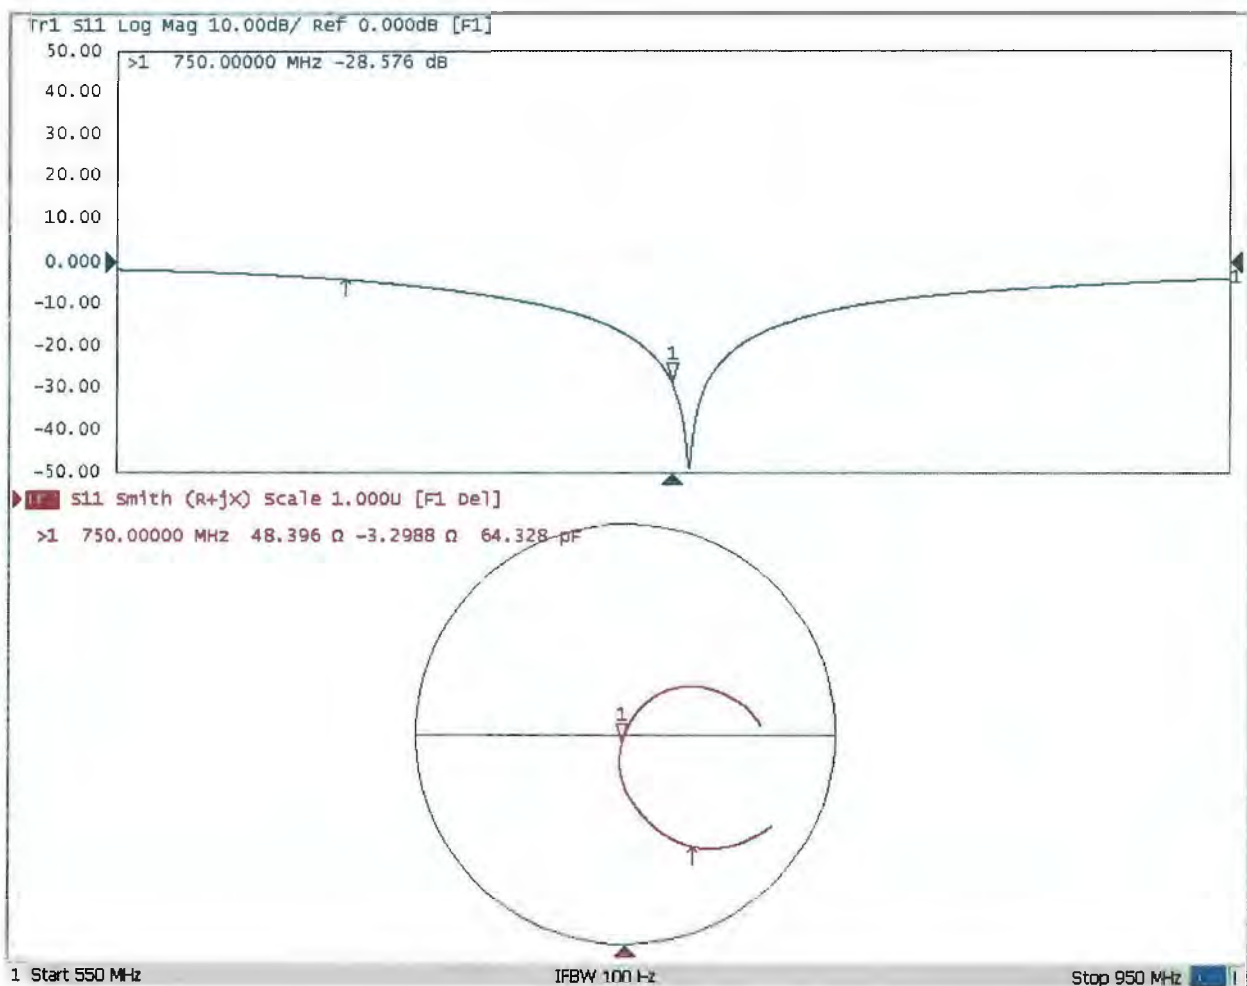 Tr1 S11 Log Mag 10.00dB/ Ref 0.000dB [F1]
50.00
>1 750.00000 MHz -28.576 dB
40.00
30.00
20.00
10.00
0.000
1
-10.00
-20.00
1
-30.00
-40.00
-50.00
S11 Smith (R+jX) Scale 1.000U [F1 Del]
>1 750.00000 MHz 48.396 Ω -3.2988 Ω 64.328 pF
1
1 Start 550 MHz IFBW 100 Hz Stop 950 MHz